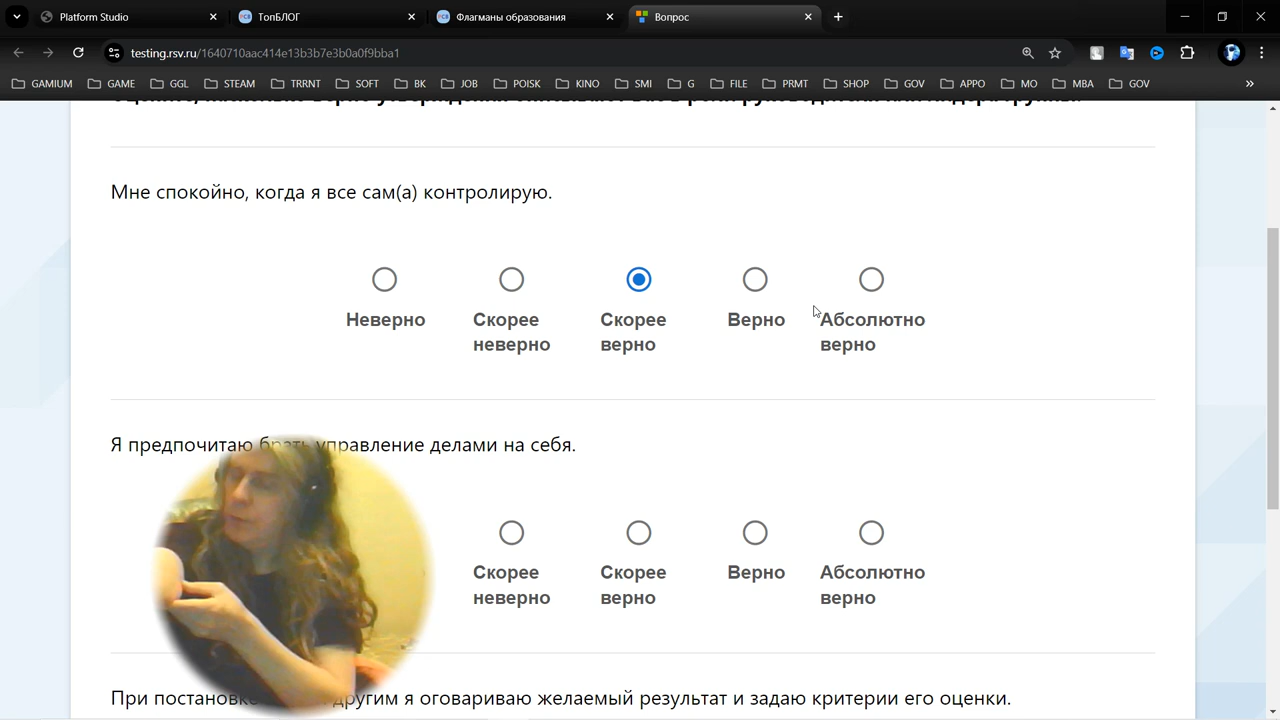 Platform Studio
ТопБЛОГ
Флагманы образования
Вопрос
testing.rsv.ru/1640710aac414e13b3b7e3b0a0f9bba1
GAMIUM GAME GGL STEAM TRRNT SOFT BK JOB POISK KINO SMI G FILE PRMT SHOP GOV APPO MO MBA GOV
Мне спокойно, когда я все сам(а) контролирую.
Неверно
Скорее неверно
Скорее верно
Верно
Абсолютно верно
Я предпочитаю брать управление делами на себя.
Скорее неверно
Скорее верно
Верно
Абсолютно верно
При постановке другим я оговариваю желаемый результат и задаю критерии его оценки.